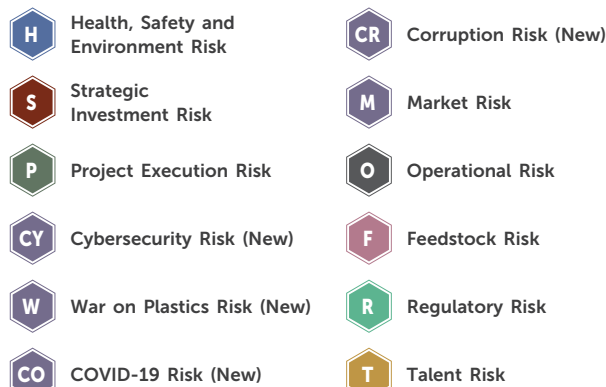 H
Health, Safety and
Environment Risk
S
Strategic
Investment Risk
P
Project Execution Risk
CY
Cybersecurity Risk (New)
W
War on Plastics Risk (New)
CO
COVID-19 Risk (New)
CR
Corruption Risk (New)
M
Market Risk
O
Operational Risk
F
Feedstock Risk
R
Regulatory Risk
T
Talent Risk